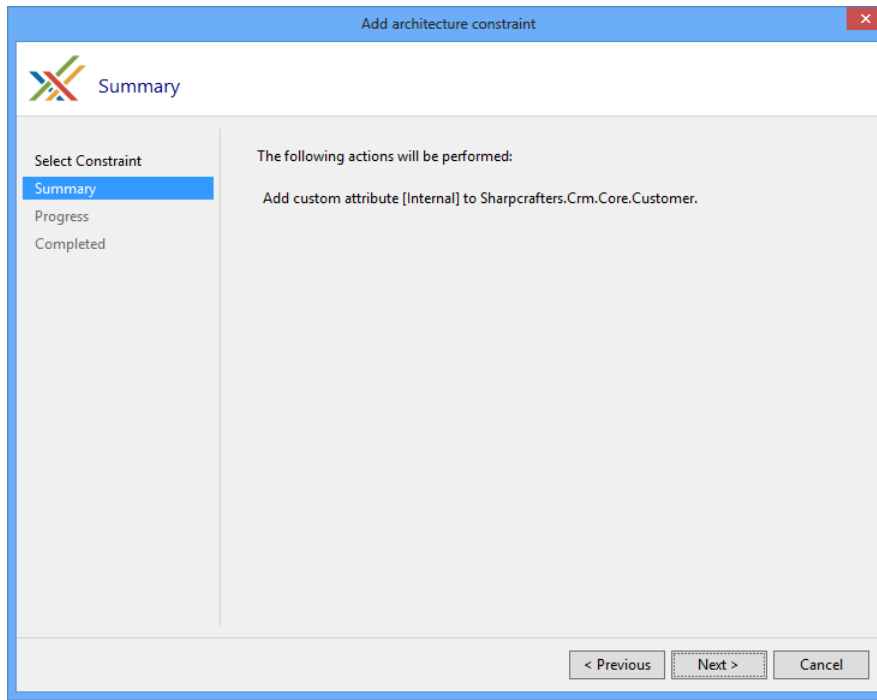 Add architecture constraint
Summary
Select Constraint
Summary
Progress
Completed
The following actions will be performed:
Add custom attribute [Internal] to Sharpcrafters.Crm.Core.Customer.
< Previous
Next >
Cancel